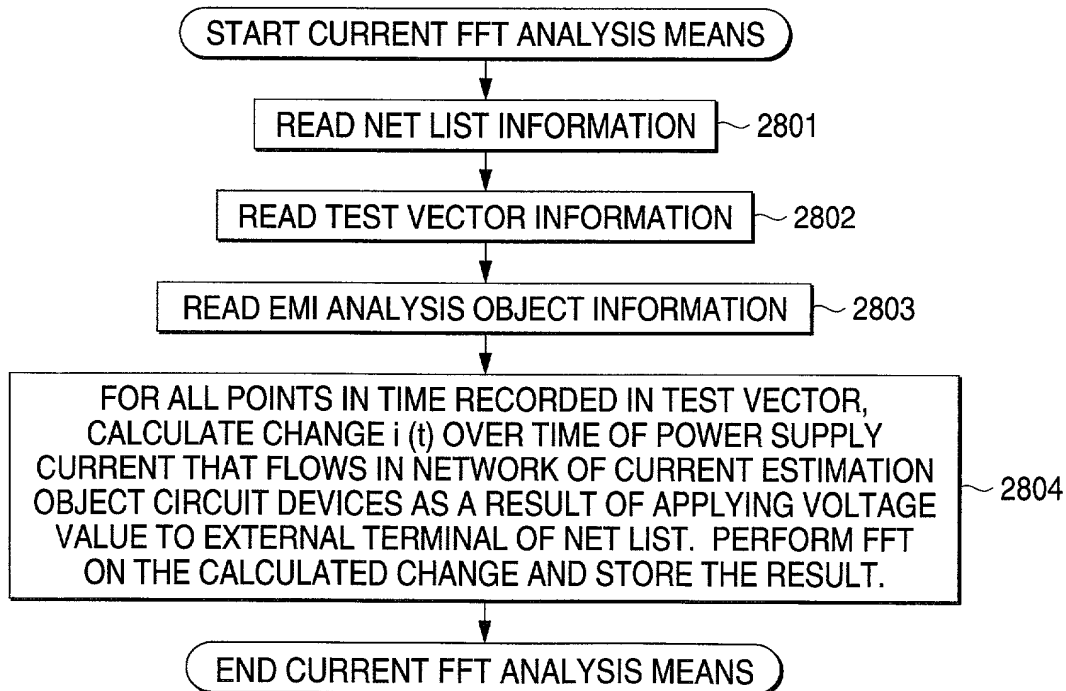 START CURRENT FFT ANALYSIS MEANS
READ NET LIST INFORMATION
2801
READ TEST VECTOR INFORMATION
2802
READ EMI ANALYSIS OBJECT INFORMATION
2803
FOR ALL POINTS IN TIME RECORDED IN TEST VECTOR,
CALCULATE CHANGE i (t) OVER TIME OF POWER SUPPLY
CURRENT THAT FLOWS IN NETWORK OF CURRENT ESTIMATION
OBJECT CIRCUIT DEVICES AS A RESULT OF APPLYING VOLTAGE
VALUE TO EXTERNAL TERMINAL OF NET LIST. PERFORM FFT
ON THE CALCULATED CHANGE AND STORE THE RESULT.
2804
END CURRENT FFT ANALYSIS MEANS